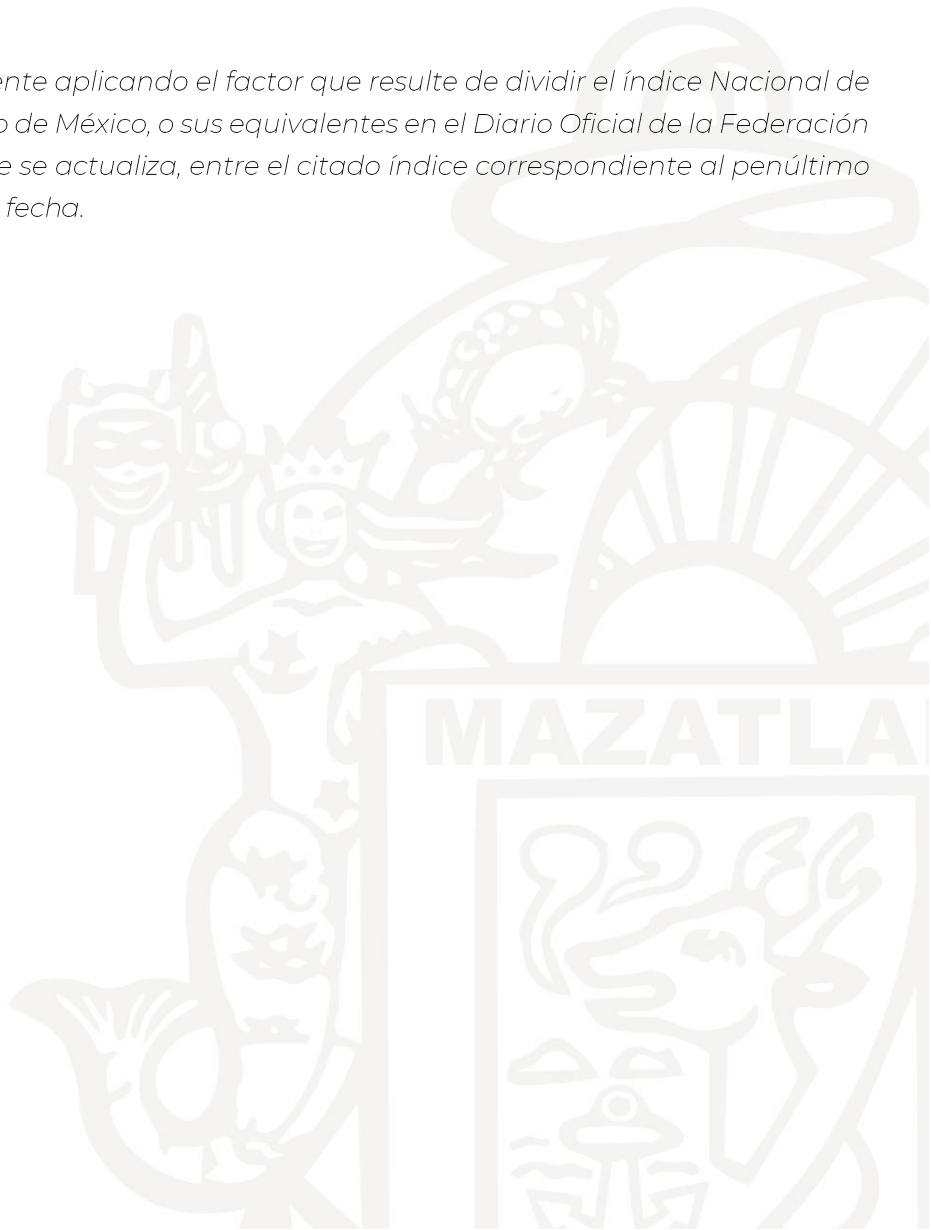 ente aplicando el factor que resulte de dividir el índice Nacional de
o de México, o sus equivalentes en el Diario Oficial de la Federación
e se actualiza, entre el citado índice correspondiente al penúltimo
fecha.
MAZATLA